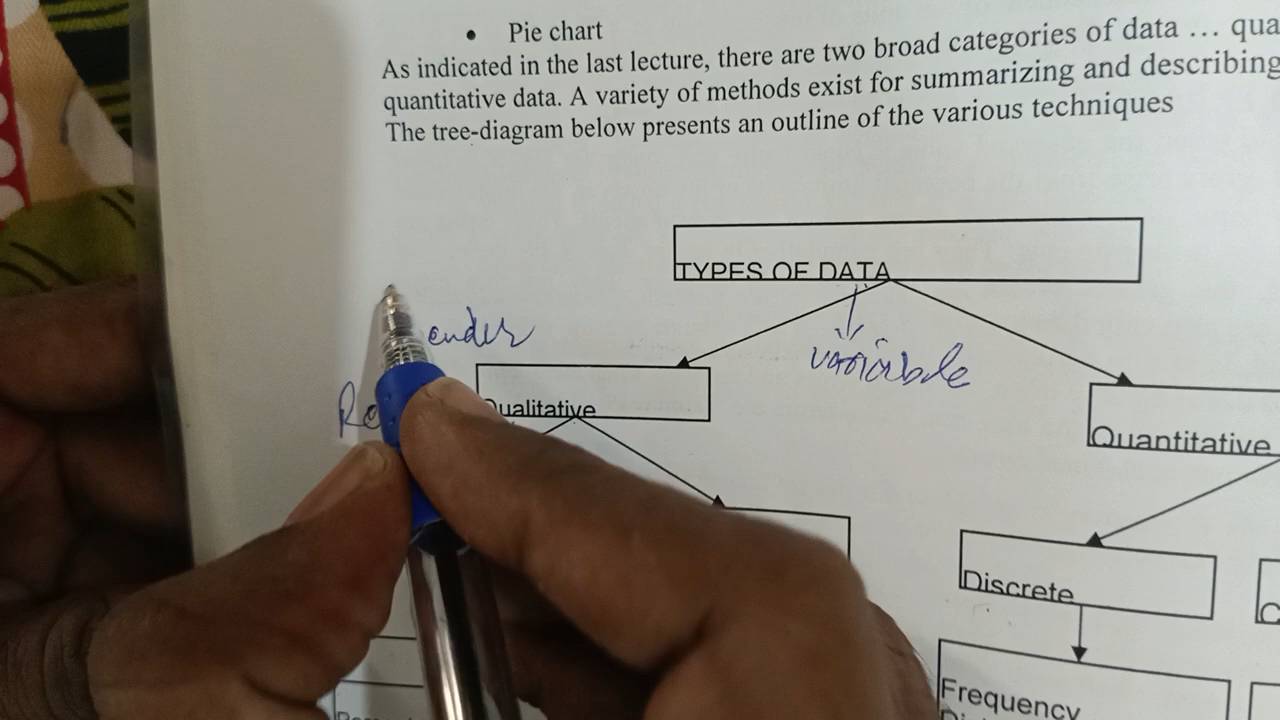 • Pie chart
As indicated in the last lecture, there are two broad categories of data … qua
quantitative data. A variety of methods exist for summarizing and describing
The tree-diagram below presents an outline of the various techniques
TYPES OF DATA
variable
ender
Qualitative
Quantitative
Discrete
Frequency